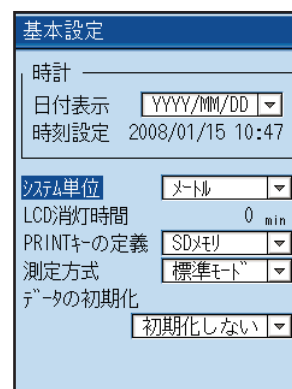 基本設定
時計
日付表示 YYYY/MM/DD
時刻設定 2008/01/15 10:47
ｼｽﾃﾑ単位 ﾒｰﾄﾙ
LCD消灯時間 0 min
PRINTｷｰの定義 SDﾒﾓﾘ
測定方式 標準ﾓｰﾄﾞ
ﾃﾞｰﾀの初期化
初期化しない